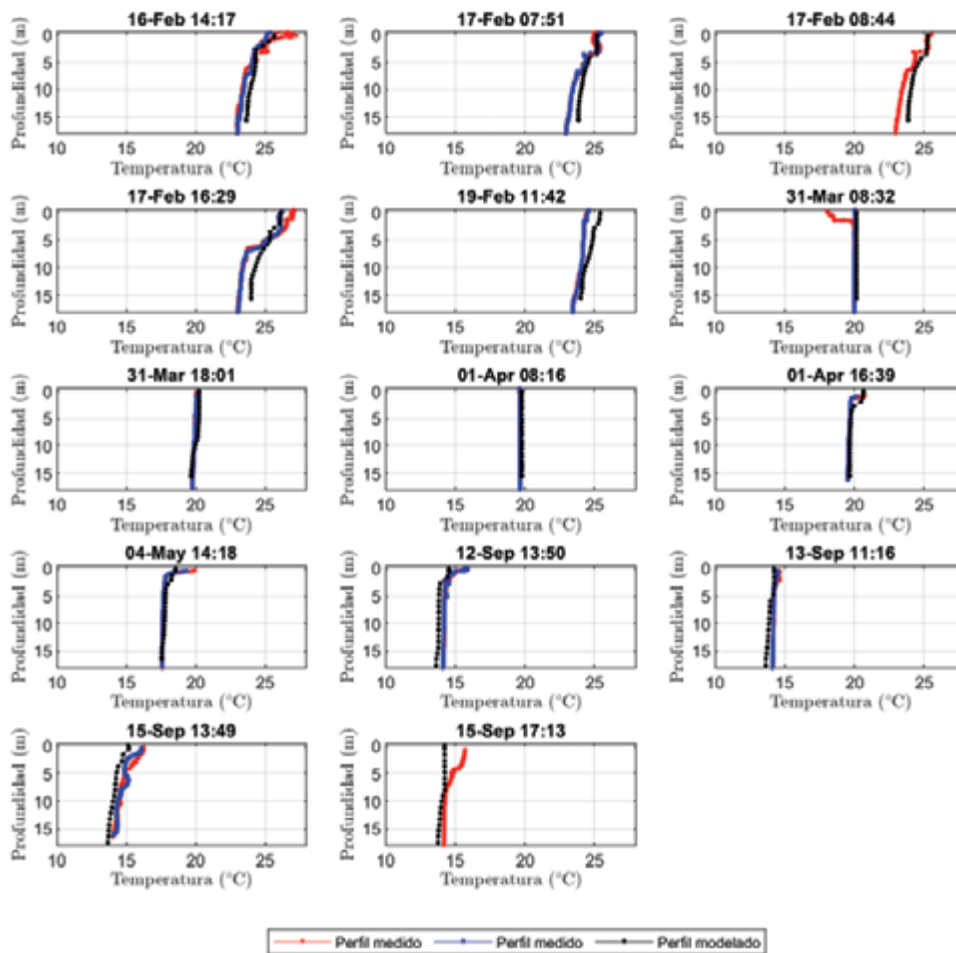 16-Feb 14:17
17-Feb 07:51
17-Feb 08:44
Profundidad (m)
0
5
10
15
10
15
20
25
Temperatura (°C)
Profundidad (m)
0
5
10
15
10
15
20
25
Temperatura (°C)
Profundidad (m)
0
5
10
15
10
15
20
25
Temperatura (°C)
17-Feb 16:29
19-Feb 11:42
31-Mar 08:32
Profundidad (m)
0
5
10
15
10
15
20
25
Temperatura (°C)
Profundidad (m)
0
5
10
15
10
15
20
25
Temperatura (°C)
Profundidad (m)
0
5
10
15
10
15
20
25
Temperatura (°C)
31-Mar 18:01
01-Apr 08:16
01-Apr 16:39
Profundidad (m)
0
5
10
15
10
15
20
25
Temperatura (°C)
Profundidad (m)
0
5
10
15
10
15
20
25
Temperatura (°C)
Profundidad (m)
0
5
10
15
10
15
20
25
Temperatura (°C)
04-May 14:18
12-Sep 13:50
13-Sep 11:16
Profundidad (m)
0
5
10
15
10
15
20
25
Temperatura (°C)
Profundidad (m)
0
5
10
15
10
15
20
25
Temperatura (°C)
Profundidad (m)
0
5
10
15
10
15
20
25
Temperatura (°C)
15-Sep 13:49
15-Sep 17:13
Profundidad (m)
0
5
10
15
10
15
20
25
Temperatura (°C)
Profundidad (m)
0
5
10
15
10
15
20
25
Temperatura (°C)
Perfil medido Perfil medido Perfil modelado